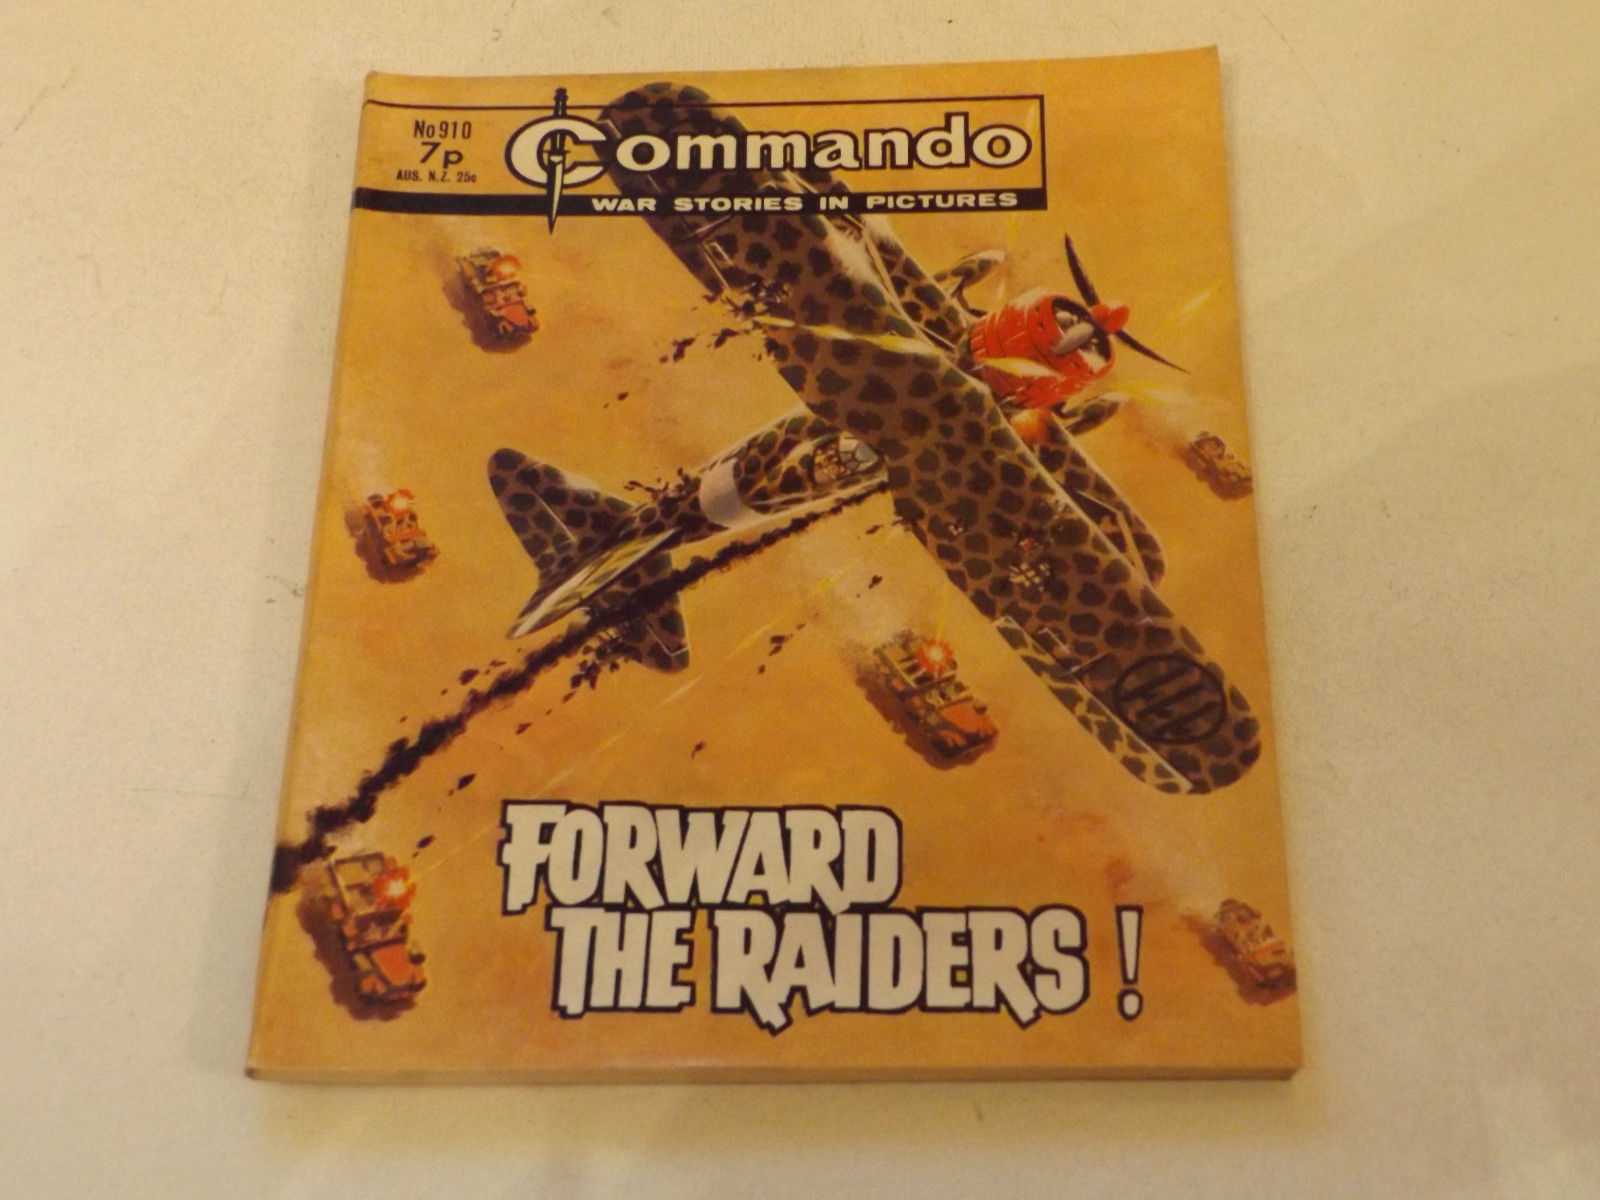 No 910
7p
AUS. N.Z. 25c
Commando
WAR STORIES IN PICTURES
FORWARD
THE RAIDERS !